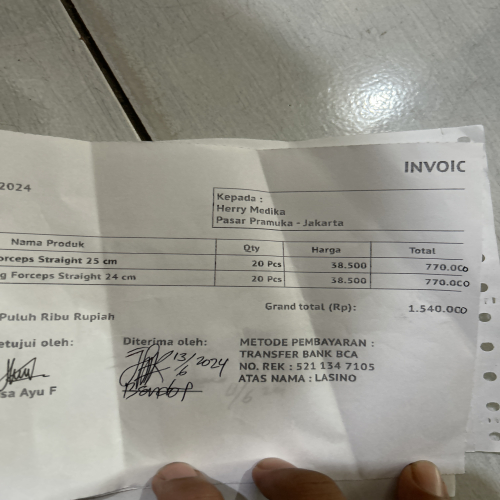 INVOIC
2024
Kepada :
Herry Medika
Pasar Pramuka - Jakarta
Nama Produk Qty Harga Total
orceps Straight 25 cm 20 Pcs 38.500 770.000
g Forceps Straight 24 cm 20 Pcs 38.500 770.000
Grand total (Rp): 1.540.000
Puluh Ribu Rupiah
etujui oleh:
Diterima oleh:
METODE PEMBAYARAN :
TRANSFER BANK BCA
NO. REK : 521 134 7105
ATAS NAMA : LASINO
13/6/2024
sa Ayu F